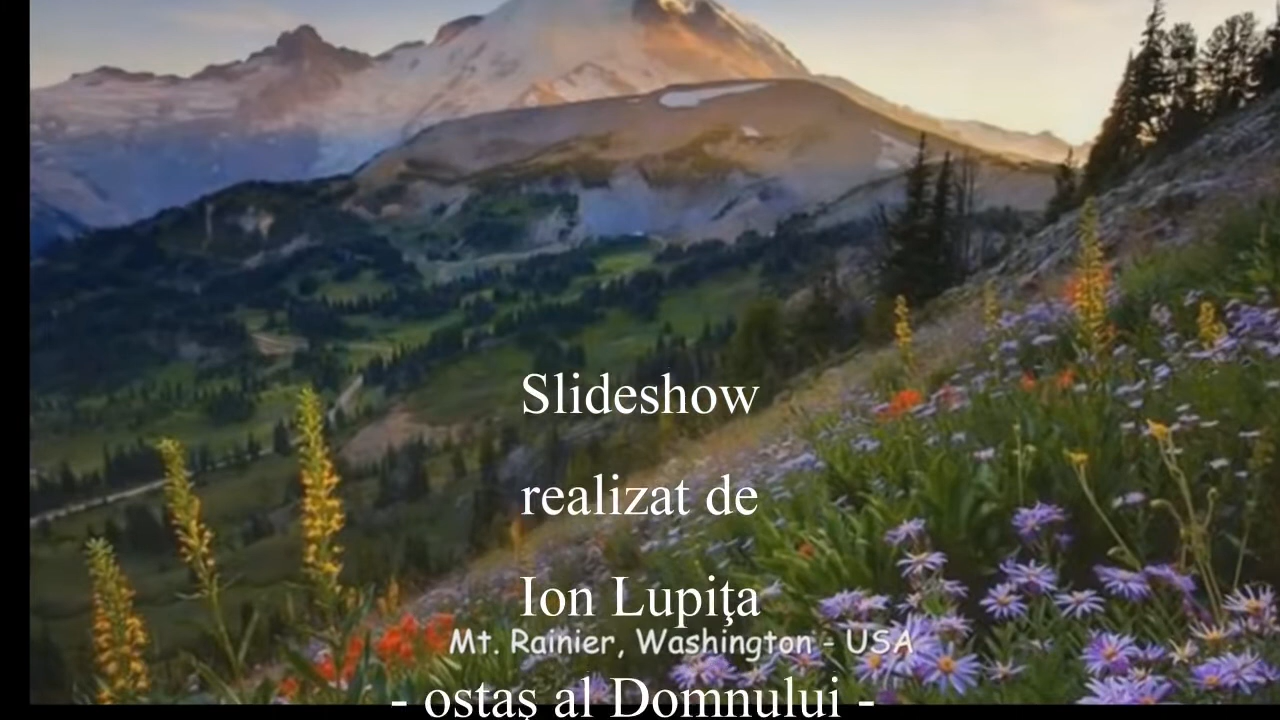 Slideshow
realizat de
Ion Lupiţa
Mt. Rainier, Washington - USA
- ostaş al Domnului -